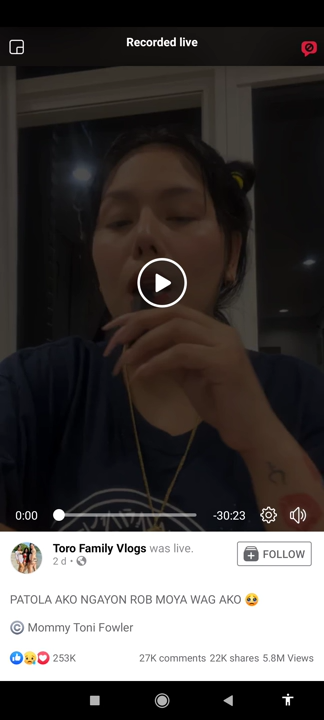 Recorded live
0:00
-30:23
Toro Family Vlogs was live.
2 d •
FOLLOW
PATOLA AKO NGAYON ROB MOYA WAG AKO 🥺
© Mommy Toni Fowler
253K
27K comments 22K shares 5.8M Views